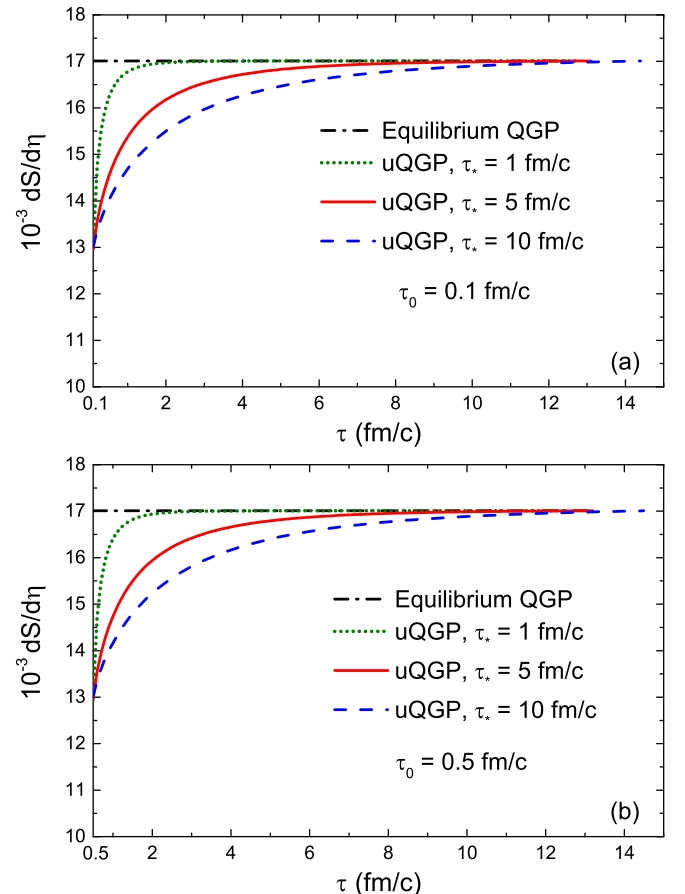 18
17
16
15
14
13
12
11
10
10⁻³ dS/dη
Equilibrium QGP
uQGP, τ* = 1 fm/c
uQGP, τ* = 5 fm/c
uQGP, τ* = 10 fm/c
τ₀ = 0.1 fm/c
(a)
0.1 2 4 6 8 10 12 14
τ (fm/c)
18
17
16
15
14
13
12
11
10
10⁻³ dS/dη
Equilibrium QGP
uQGP, τ* = 1 fm/c
uQGP, τ* = 5 fm/c
uQGP, τ* = 10 fm/c
τ₀ = 0.5 fm/c
(b)
0.5 2 4 6 8 10 12 14
τ (fm/c)